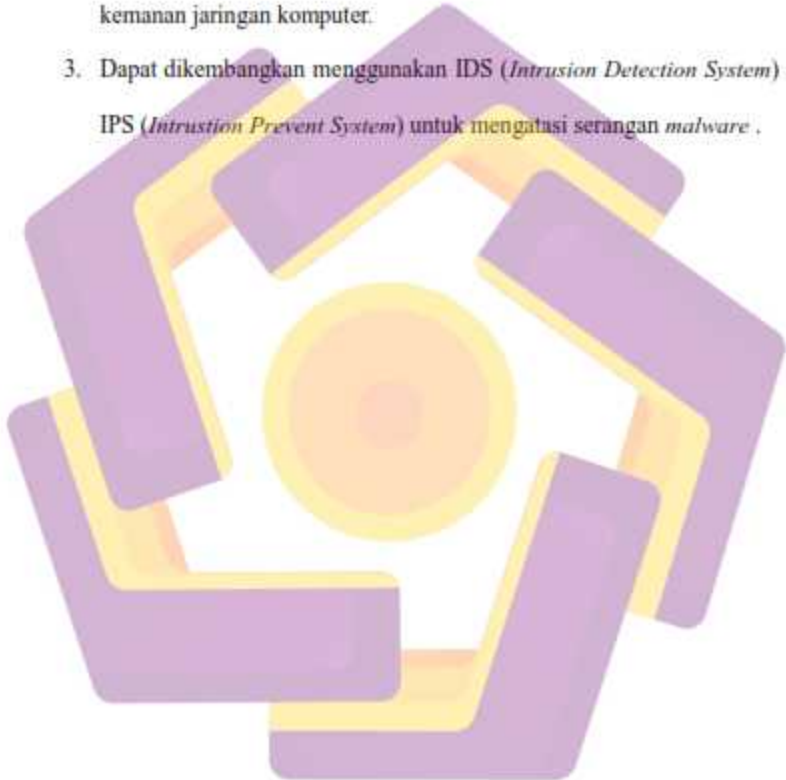 kemanan jaringan komputer.
3. Dapat dikembangkan menggunakan IDS (Intrusion Detection System)
IPS (Intrustion Prevent System) untuk mengatasi serangan malware .